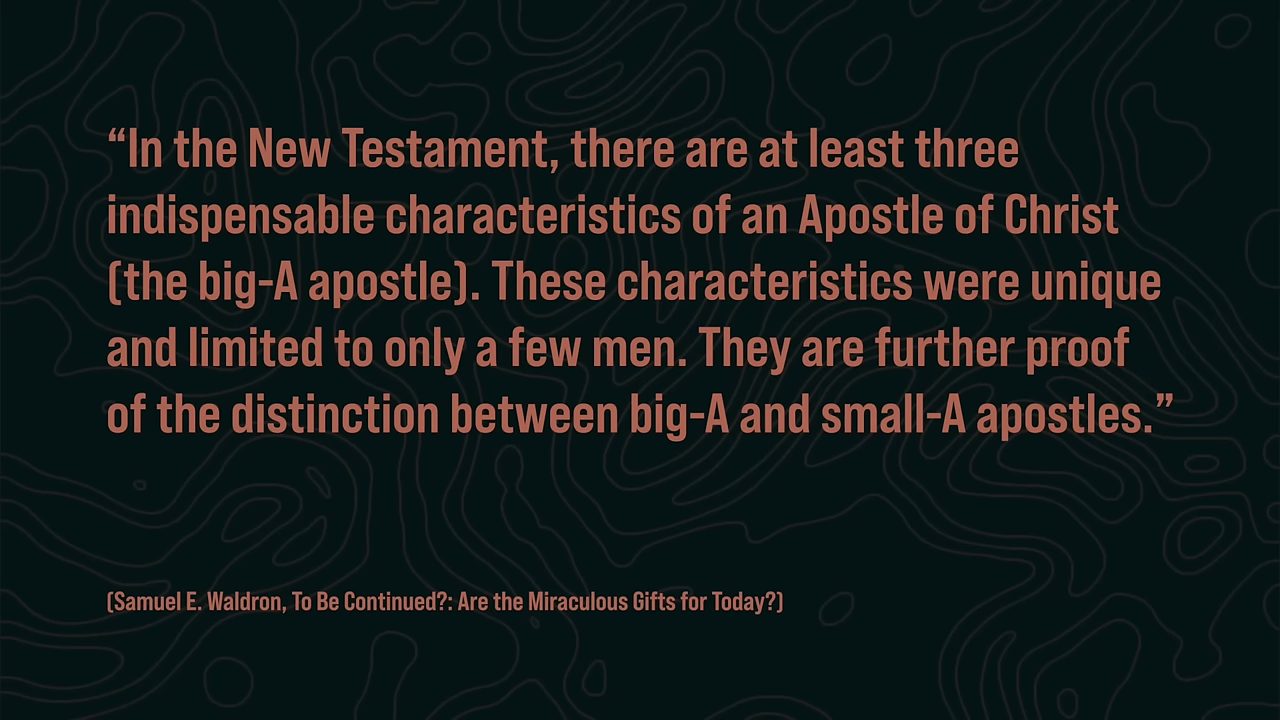 “In the New Testament, there are at least three
indispensable characteristics of an Apostle of Christ
(the big-A apostle). These characteristics were unique
and limited to only a few men. They are further proof
of the distinction between big-A and small-A apostles.”
(Samuel E. Waldron, To Be Continued?: Are the Miraculous Gifts for Today?)